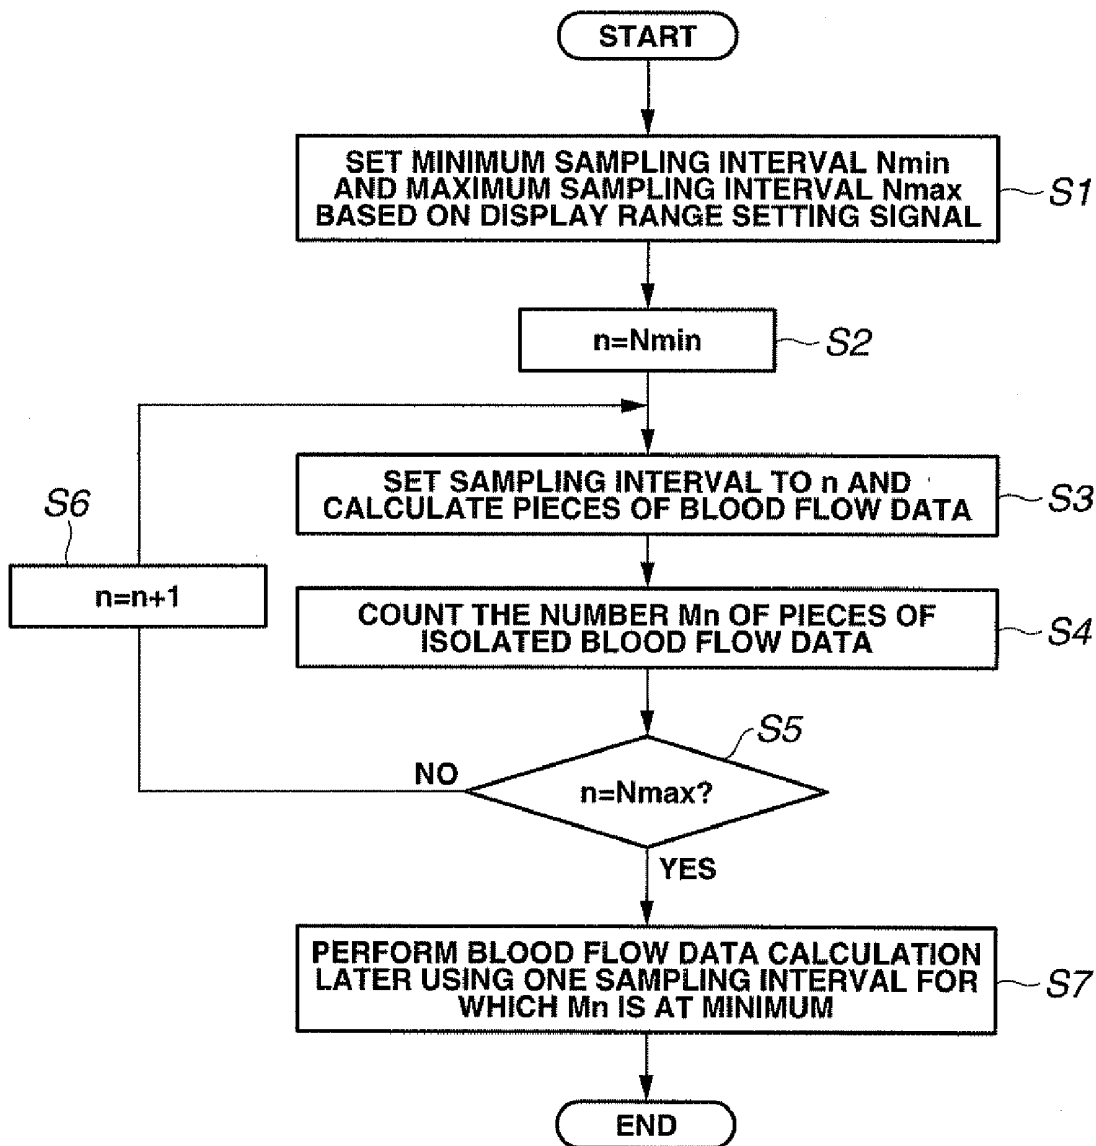 START
SET MINIMUM SAMPLING INTERVAL Nmin
AND MAXIMUM SAMPLING INTERVAL Nmax
BASED ON DISPLAY RANGE SETTING SIGNAL
S1
n=Nmin
S2
SET SAMPLING INTERVAL TO n AND
CALCULATE PIECES OF BLOOD FLOW DATA
S3
S6
n=n+1
COUNT THE NUMBER Mn OF PIECES OF
ISOLATED BLOOD FLOW DATA
S4
S5
NO
n=Nmax?
YES
PERFORM BLOOD FLOW DATA CALCULATION
LATER USING ONE SAMPLING INTERVAL FOR
WHICH Mn IS AT MINIMUM
S7
END